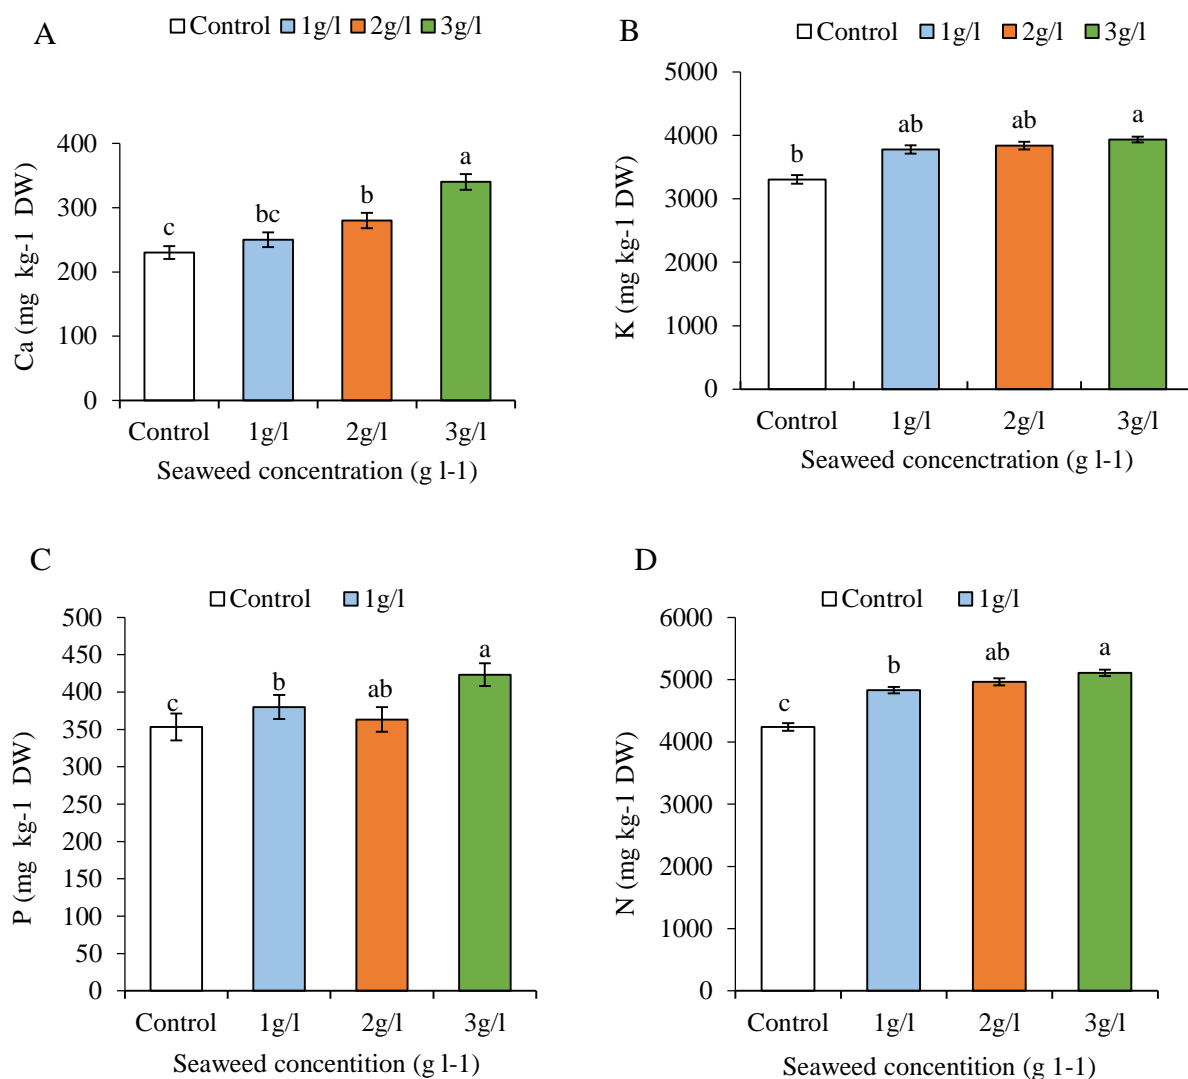 A
Control 1g/l 2g/l 3g/l
400
300
200
100
0
Ca (mg kg-1 DW)
c
bc
b
a
Control 1g/l 2g/l 3g/l
Seaweed concentration (g l-1)
B
Control 1g/l 2g/l 3g/l
5000
4000
3000
2000
1000
0
K (mg kg-1 DW)
b
ab
ab
a
Control 1g/l 2g/l 3g/l
Seaweed concenctration (g l-1)
C
Control 1g/l
500
450
400
350
300
250
200
150
100
50
0
P (mg kg-1 DW)
c
b
ab
a
Control 1g/l 2g/l 3g/l
Seaweed concentition (g l-1)
D
Control 1g/l
6000
5000
4000
3000
2000
1000
0
N (mg kg-1 DW)
c
b
ab
a
Control 1g/l 2g/l 3g/l
Seaweed concentition (g 1-1)